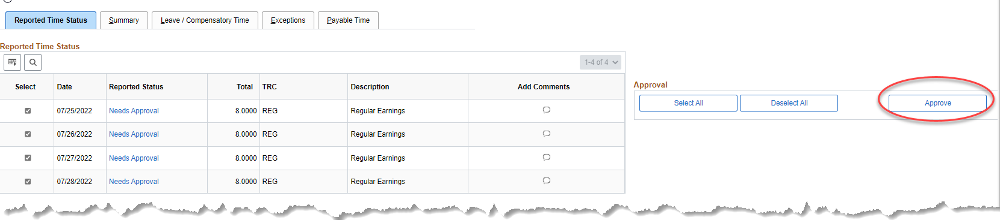 Reported Time Status Summary Leave / Compensatory Time Exceptions Payable Time
Reported Time Status
1-4 of 4
Select Date Reported Status Total TRC Description Add Comments
07/25/2022 Needs Approval 8.0000 REG Regular Earnings
07/26/2022 Needs Approval 8.0000 REG Regular Earnings
07/27/2022 Needs Approval 8.0000 REG Regular Earnings
07/28/2022 Needs Approval 8.0000 REG Regular Earnings
Approval
Select All Deselect All Approve